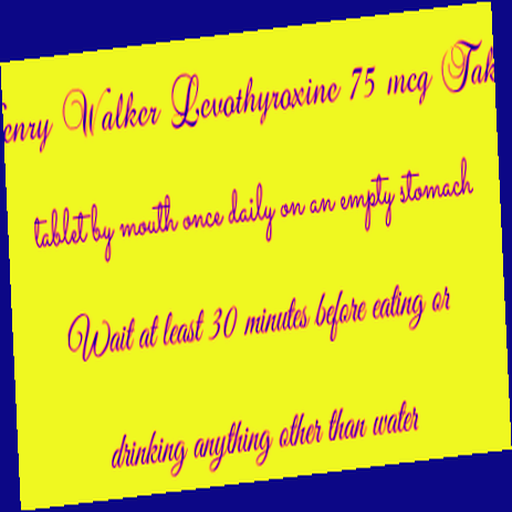 enry Walker Levothyroxine 75 mcg Tak
tablet by mouth once daily on an empty stomach
Wait at least 30 minutes before eating or
drinking anything other than water